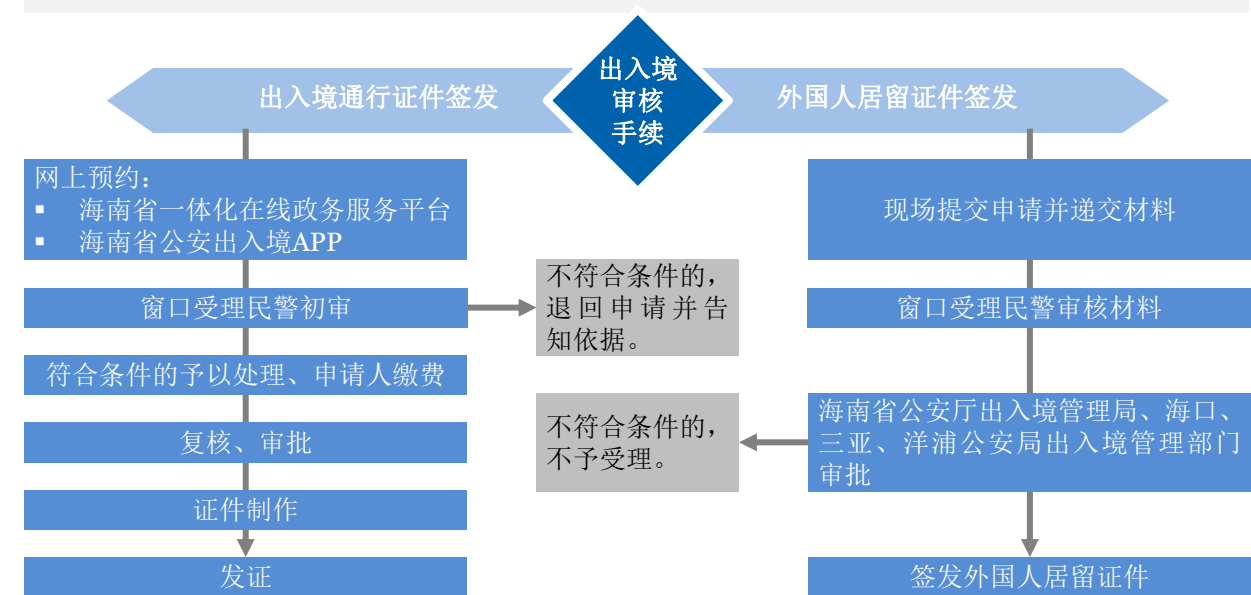 出入境
审核
手续
出入境通行证件签发
外国人居留证件签发
网上预约：
▪ 海南省一体化在线政务服务平台
▪ 海南省公安出入境APP
窗口受理民警初审
不符合条件的，
退回申请并告
知依据。
符合条件的予以处理、申请人缴费
复核、审批
证件制作
发证
现场提交申请并递交材料
窗口受理民警审核材料
海南省公安厅出入境管理局、海口、
三亚、洋浦公安局出入境管理部门
审批
不符合条件的，
不予受理。
签发外国人居留证件